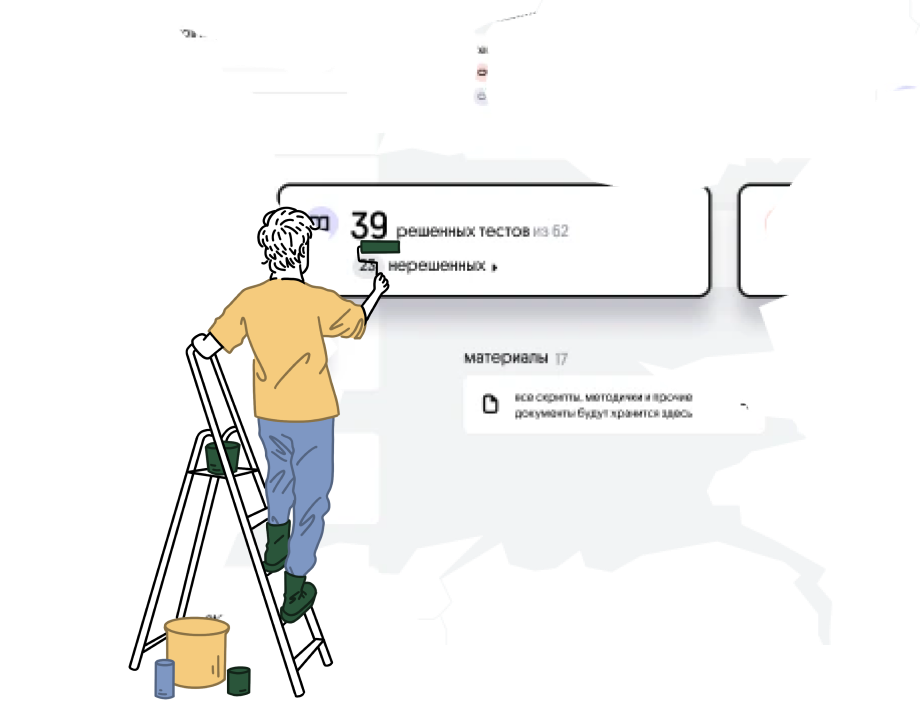 39 решенных тестов из 62
23 нерешенных
материалы 17
все скрипты, методички и прочие
документы будут хранится здесь